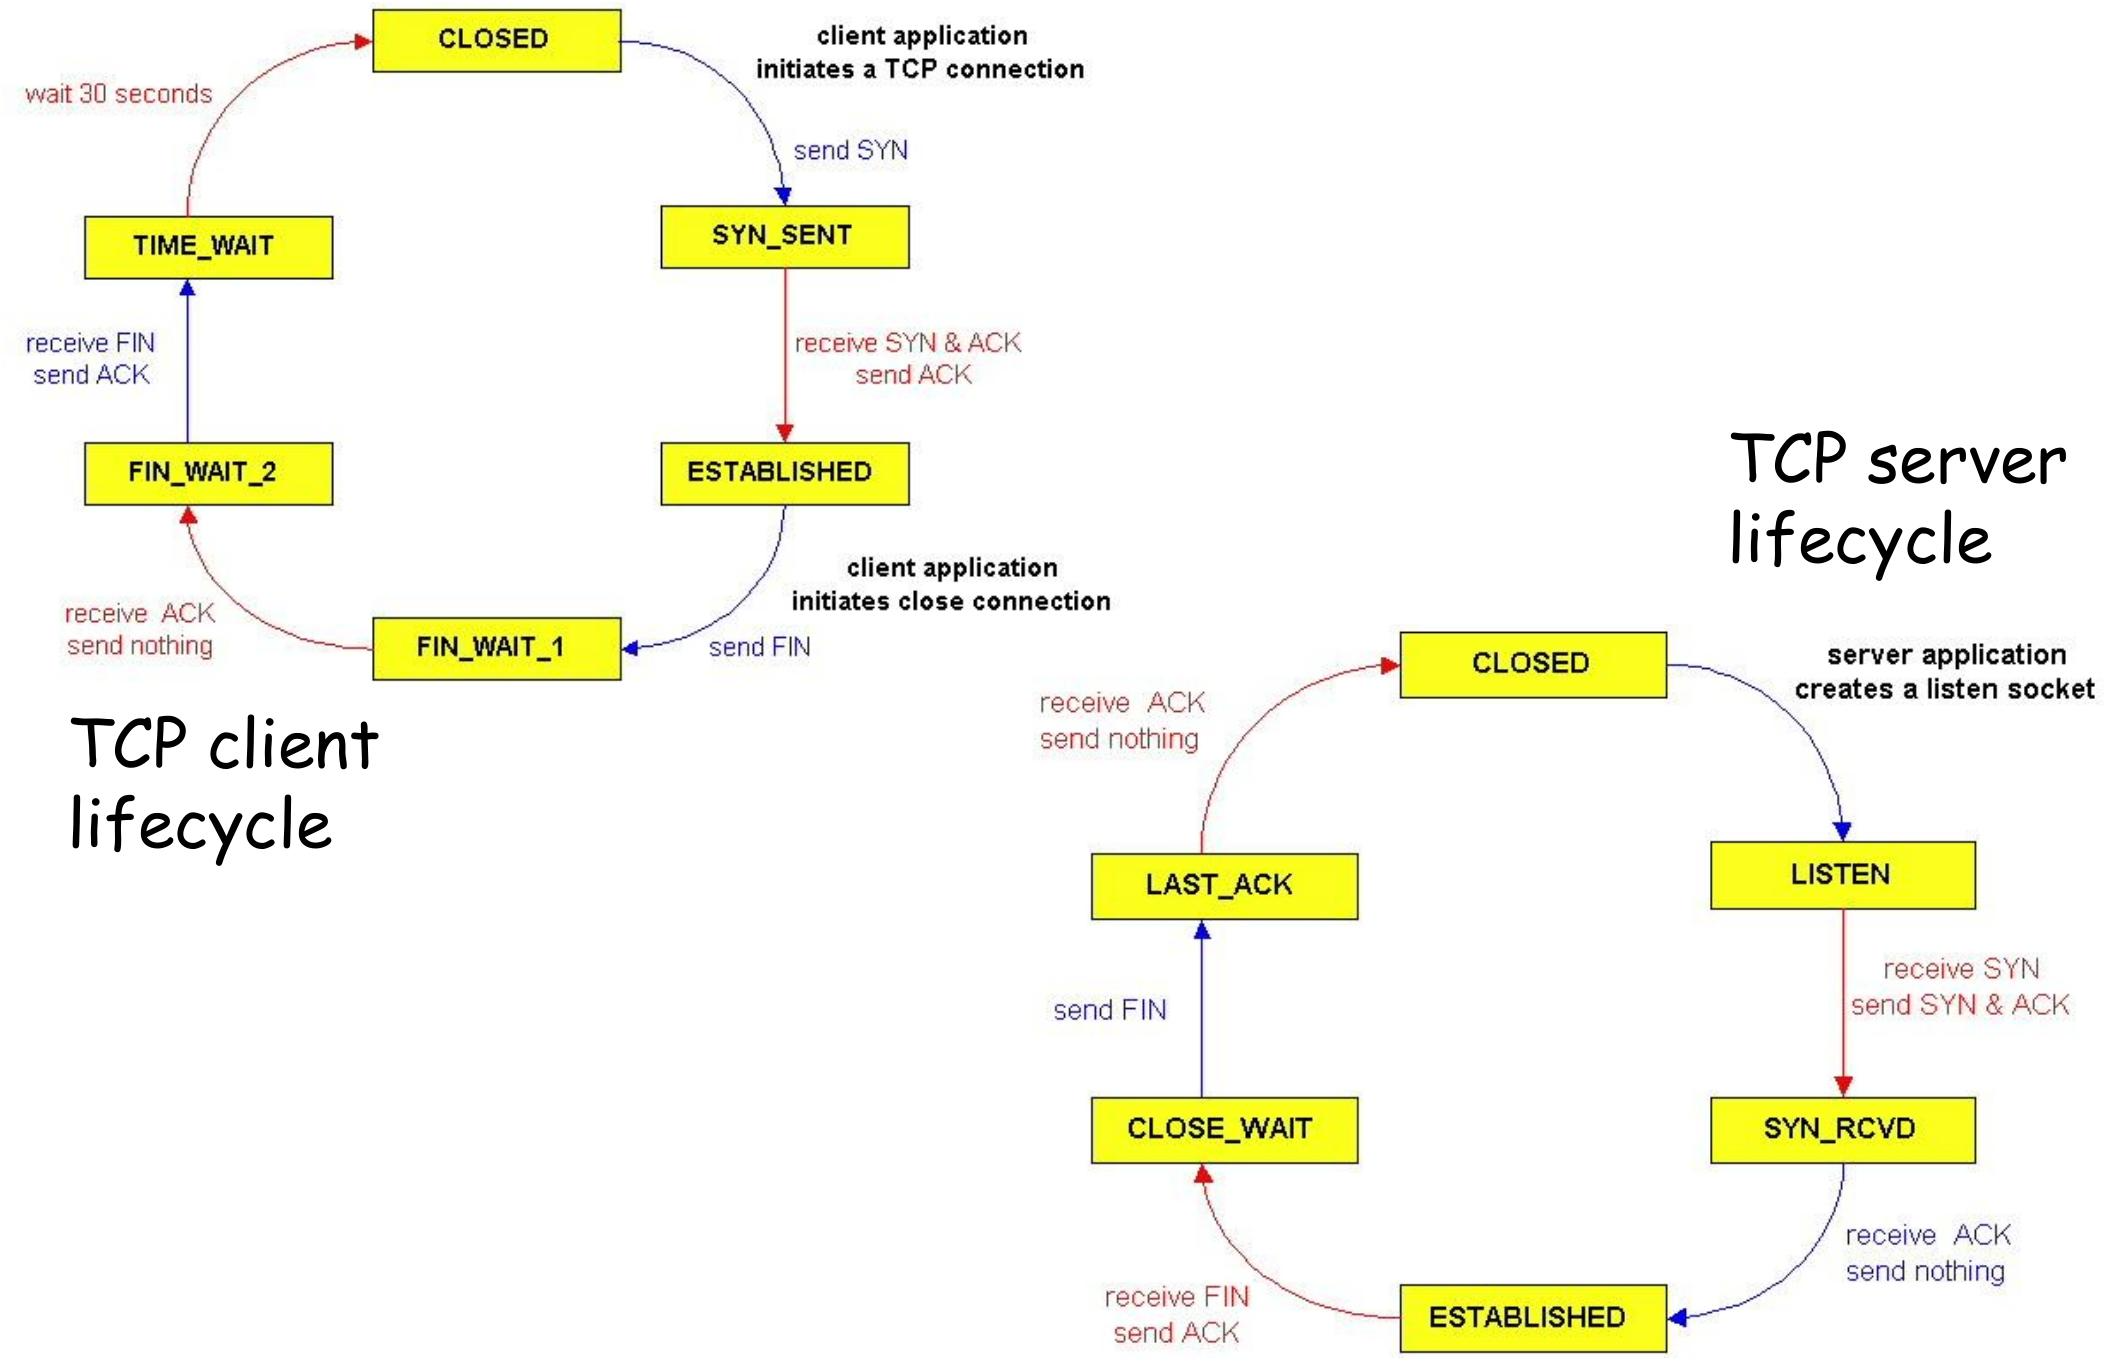 CLOSED
client application
initiates a TCP connection
wait 30 seconds
send SYN
TIME_WAIT
SYN_SENT
receive FIN
send ACK
receive SYN & ACK
send ACK
FIN_WAIT_2
ESTABLISHED
client application
initiates close connection
receive ACK
send nothing
FIN_WAIT_1
send FIN
TCP client
lifecycle
TCP server
lifecycle
CLOSED
server application
creates a listen socket
receive ACK
send nothing
LAST_ACK
LISTEN
send FIN
receive SYN
send SYN & ACK
CLOSE_WAIT
SYN_RCVD
receive ACK
send nothing
receive FIN
send ACK
ESTABLISHED